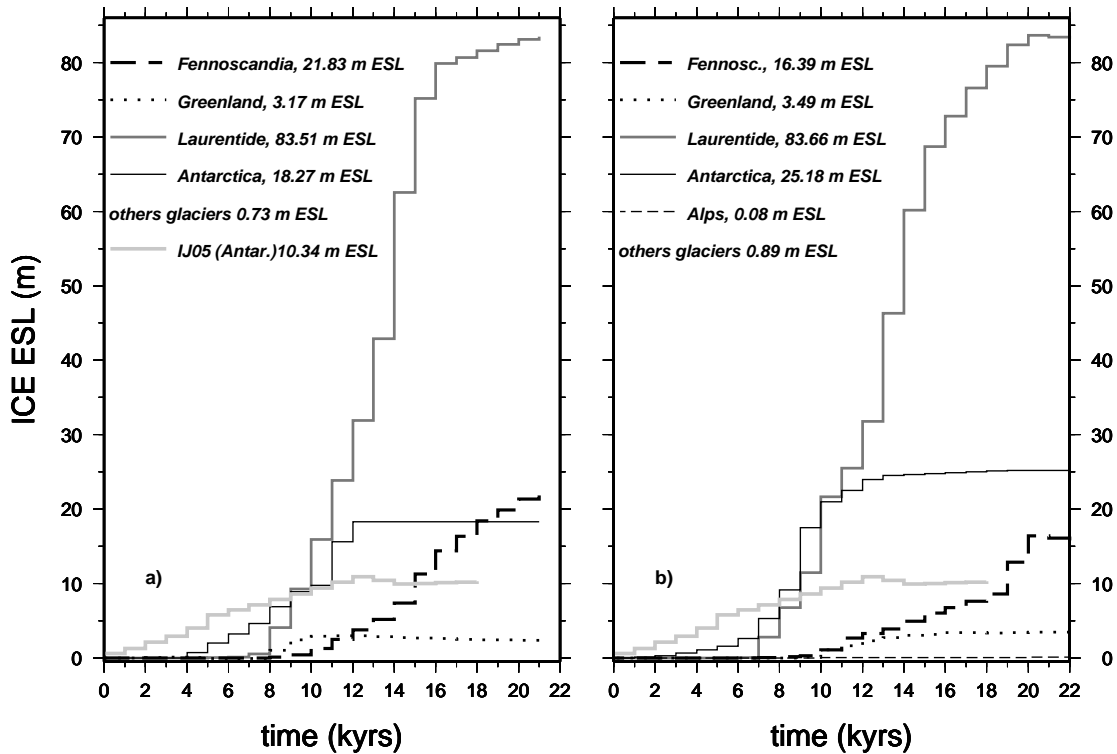 ICE ESL (m)
80
70
60
50
40
30
20
10
0
Fennoscandia, 21.83 m ESL
Greenland, 3.17 m ESL
Laurentide, 83.51 m ESL
Antarctica, 18.27 m ESL
others glaciers 0.73 m ESL
IJ05 (Antar.)10.34 m ESL
a)
0 2 4 6 8 10 12 14 16 18 20 22
time (kyrs)
Fennosc., 16.39 m ESL
Greenland, 3.49 m ESL
Laurentide, 83.66 m ESL
Antarctica, 25.18 m ESL
Alps, 0.08 m ESL
others glaciers 0.89 m ESL
b)
0 2 4 6 8 10 12 14 16 18 20 22
time (kyrs)
80
70
60
50
40
30
20
10
0